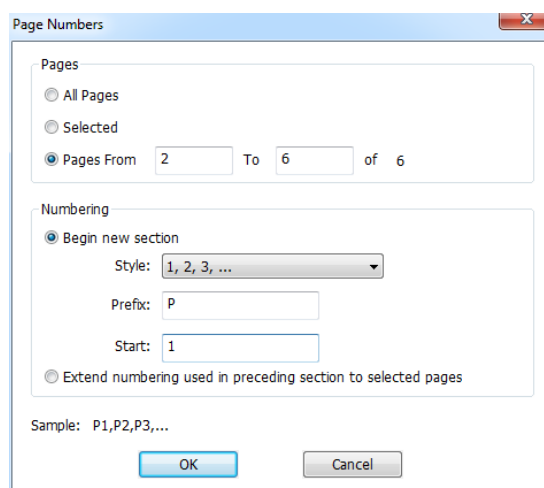 Page Numbers
Pages
All Pages
Selected
Pages From 2 To 6 of 6
Numbering
Begin new section
Style: 1, 2, 3, ...
Prefix: P
Start: 1
Extend numbering used in preceding section to selected pages
Sample: P1,P2,P3,...
OK Cancel